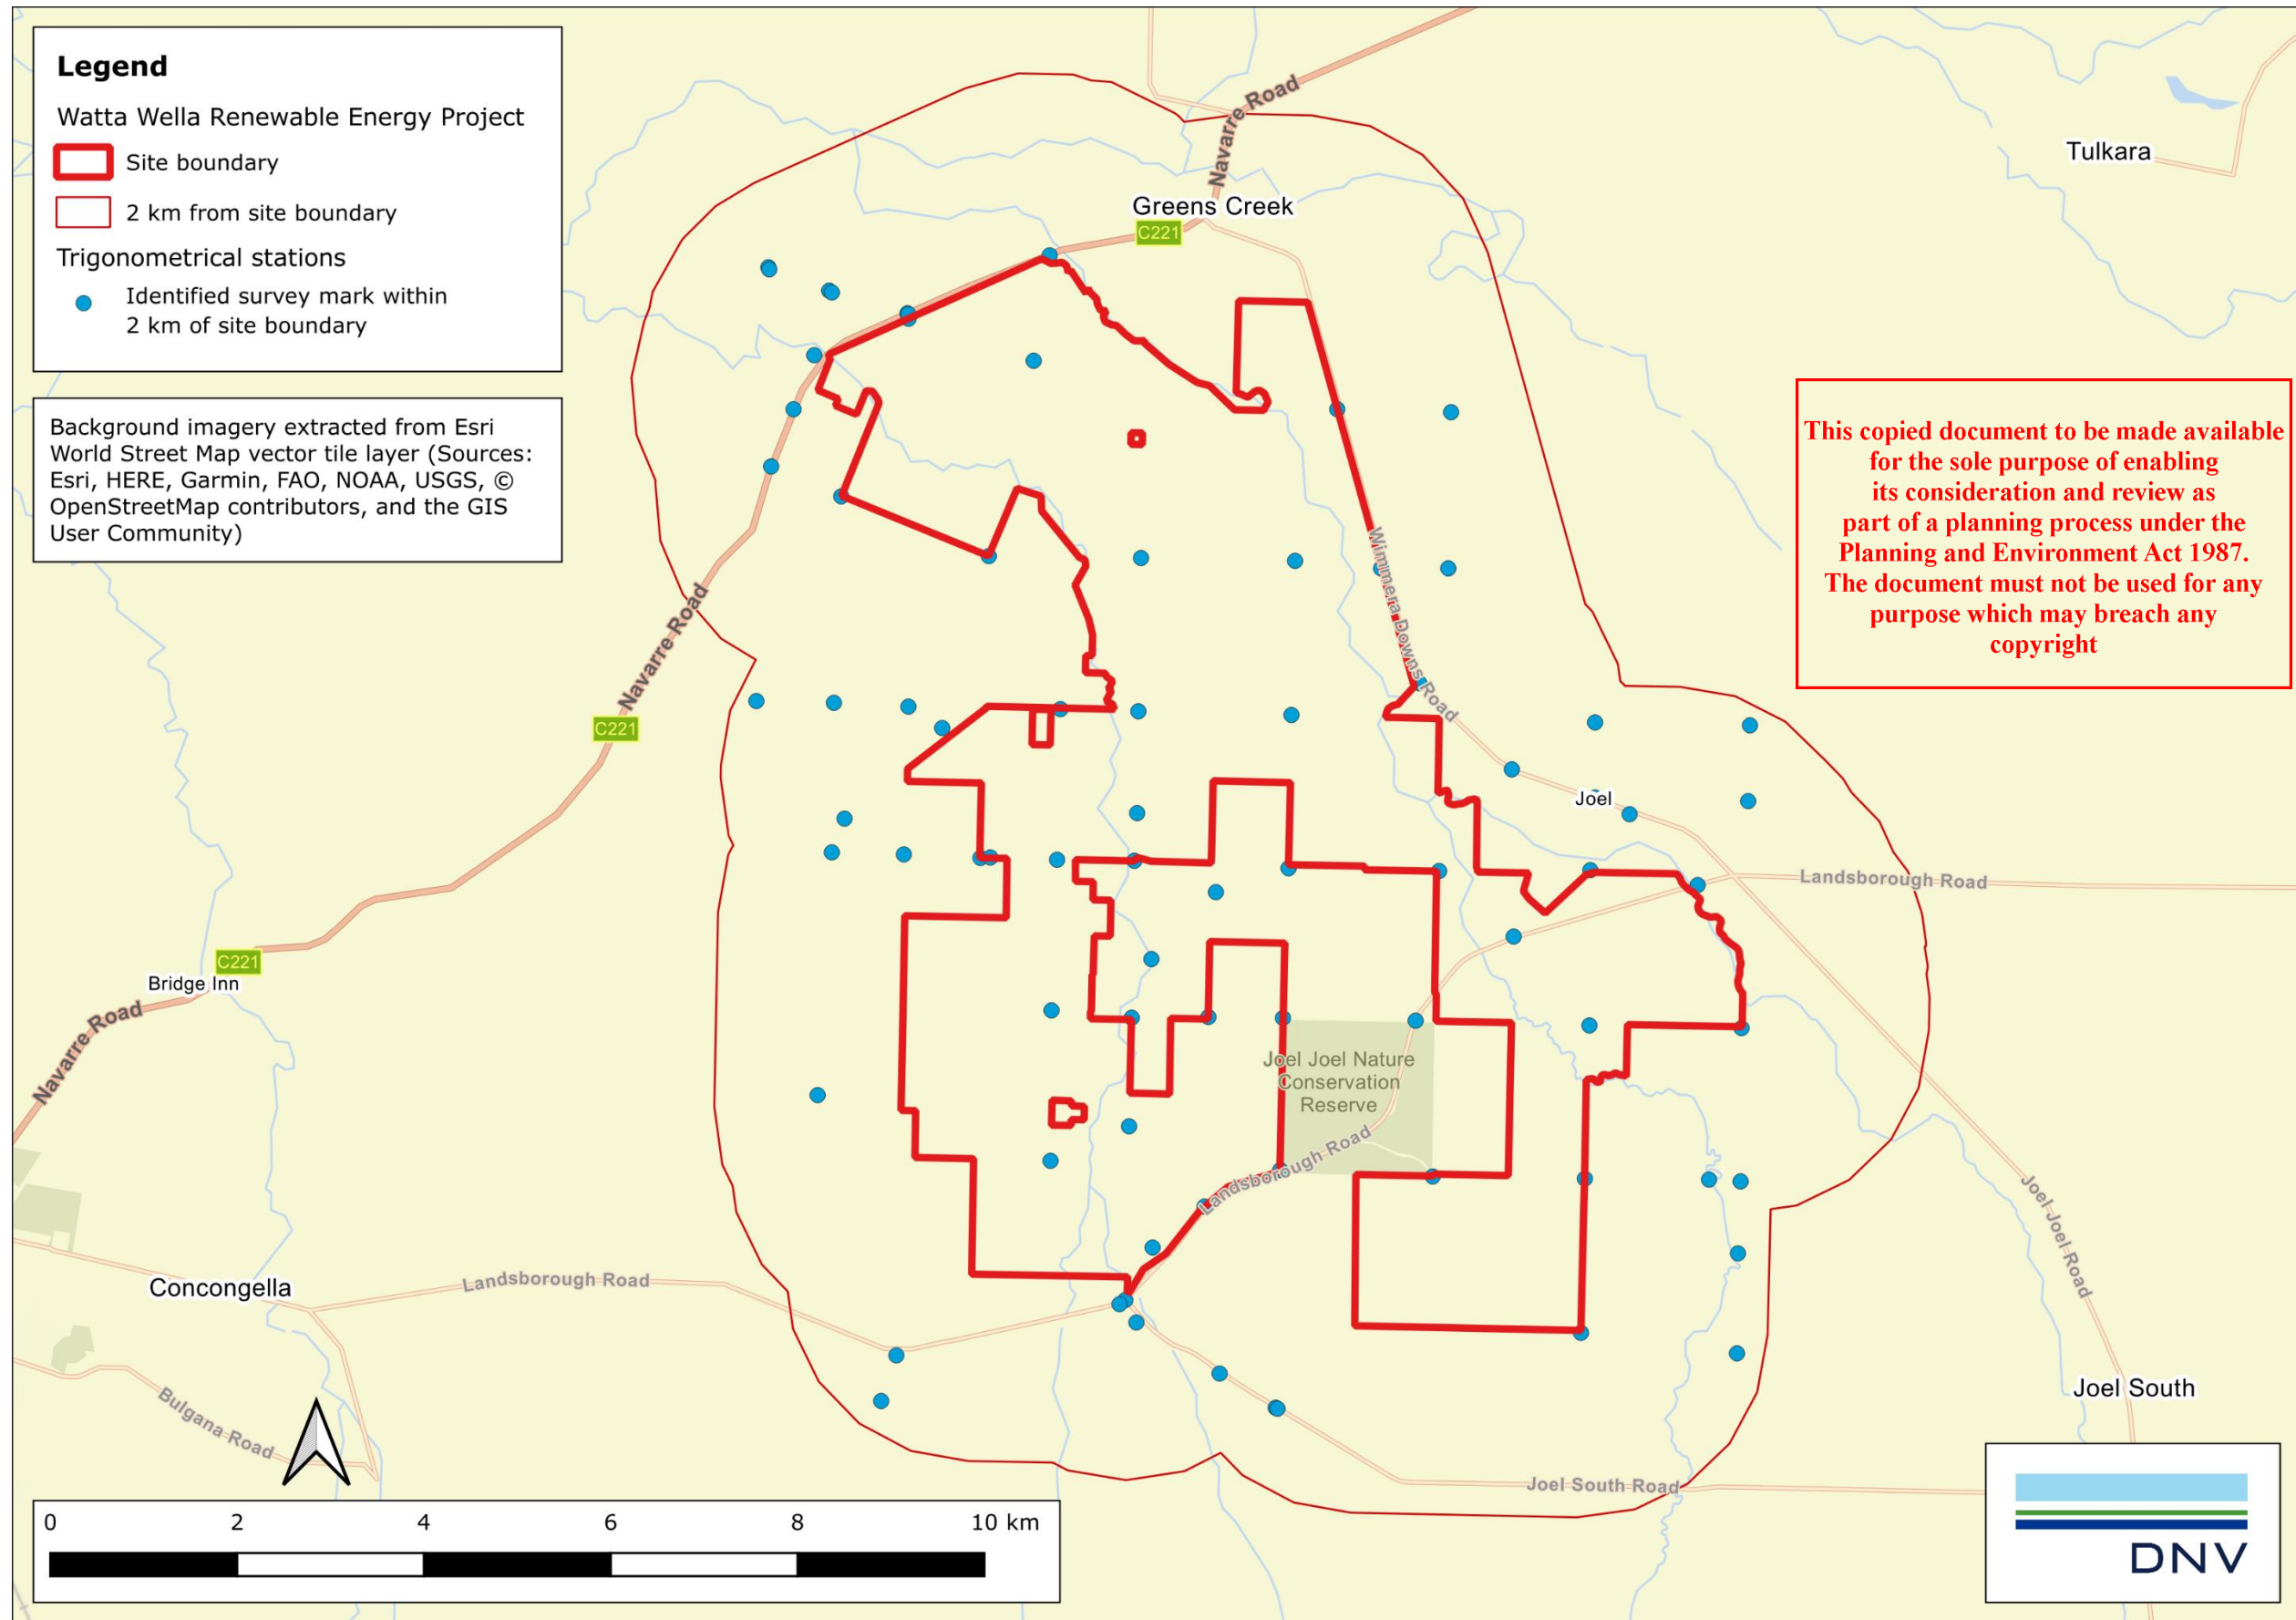 Legend
Watta Wella Renewable Energy Project
Site boundary
2 km from site boundary
Trigonometrical stations
Identified survey mark within
2 km of site boundary
Background imagery extracted from Esri
World Street Map vector tile layer (Sources:
Esri, HERE, Garmin, FAO, NOAA, USGS, ©
OpenStreetMap contributors, and the GIS
User Community)
Navarre Road
Navarre Road
Greens Creek
C221
Tulkara
This copied document to be made available
for the sole purpose of enabling
its consideration and review as
part of a planning process under the
Planning and Environment Act 1987.
The document must not be used for any
purpose which may breach any
copyright
Wimmera Downs Road
Navarre Road
C221
Joel
Landsborough Road
C221
Bridge Inn
Navarre Road
Joel Joel Nature
Conservation
Reserve
Landsborough Road
Joel Joel Road
Concongella
Landsborough Road
Bulgana Road
Joel South
Joel South Road
0 2 4 6 8 10 km
DNV